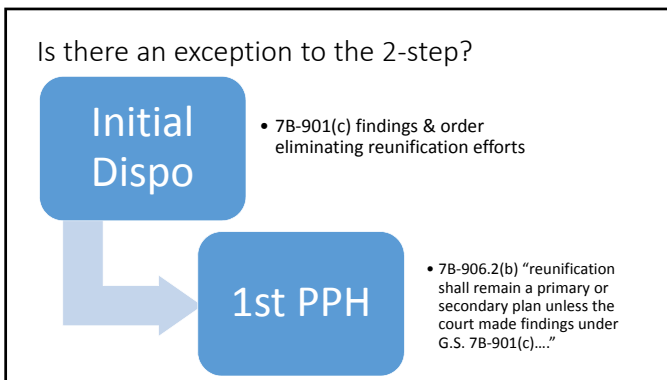 Is there an exception to the 2-step?
Initial
Dispo
• 7B-901(c) findings & order
eliminating reunification efforts
1st PPH
• 7B-906.2(b) “reunification
shall remain a primary or
secondary plan unless the
court made findings under
G.S. 7B-901(c)....”